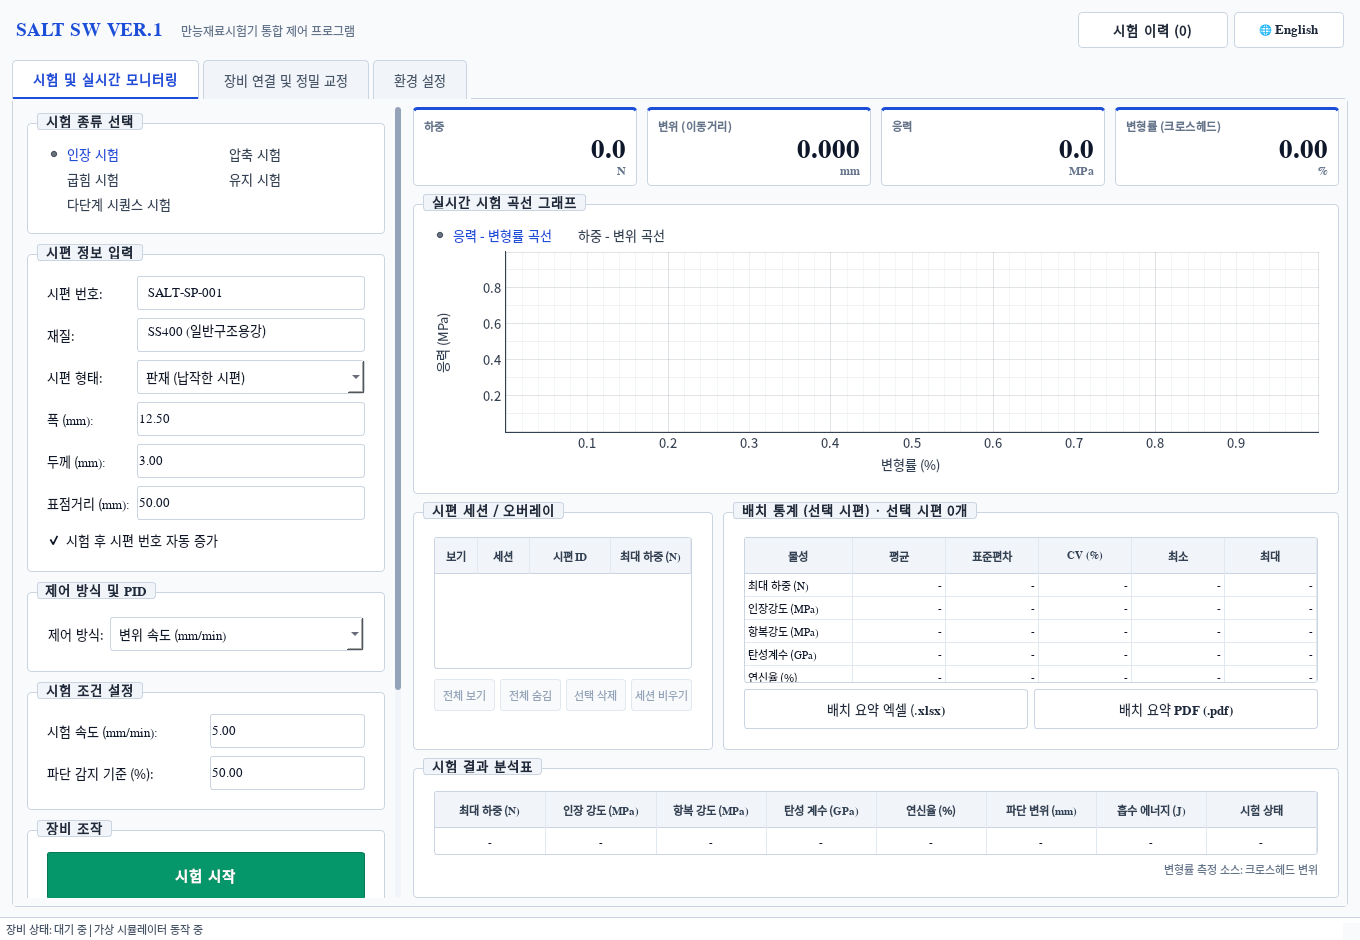 SALT SW VER.1 만능재료시험기 통합 제어 프로그램
시험 이력 (0)
🌐 English
시험 및 실시간 모니터링
장비 연결 및 정밀 교정
환경 설정
시험 종류 선택
인장 시험 압축 시험
굽힘 시험 유지 시험
다단계 시퀀스 시험
시편 정보 입력
시편 번호: SALT-SP-001
재질: SS400 (일반구조용강)
시편 형태: 판재 (납작한 시편)
폭 (mm): 12.50
두께 (mm): 3.00
표점거리 (mm): 50.00
✔ 시험 후 시편 번호 자동 증가
제어 방식 및 PID
제어 방식: 변위 속도 (mm/min)
시험 조건 설정
시험 속도 (mm/min): 5.00
파단 감지 기준 (%): 50.00
장비 조작
시험 시작
하중
0.0
N
변위 (이동거리)
0.000
mm
응력
0.0
MPa
변형률 (크로스헤드)
0.00
%
실시간 시험 곡선 그래프
응력 - 변형률 곡선 하중 - 변위 곡선
응력 (MPa)
0.8
0.6
0.4
0.2
0.1 0.2 0.3 0.4 0.5 0.6 0.7 0.8 0.9
변형률 (%)
시편 세션 / 오버레이
보기 세션 시편 ID 최대 하중 (N)
전체 보기 전체 숨김 선택 삭제 세션 비우기
배치 통계 (선택 시편) · 선택 시편 0개
물성 평균 표준편차 CV (%) 최소 최대
최대 하중 (N) - - - - -
인장강도 (MPa) - - - - -
항복강도 (MPa) - - - - -
탄성계수 (GPa) - - - - -
연신율 (%) - - - - -
배치 요약 엑셀 (.xlsx) 배치 요약 PDF (.pdf)
시험 결과 분석표
최대 하중 (N) 인장 강도 (MPa) 항복 강도 (MPa) 탄성 계수 (GPa) 연신율 (%) 파단 변위 (mm) 흡수 에너지 (J) 시험 상태
- - - - - - - -
변형률 측정 소스: 크로스헤드 변위
장비 상태: 대기 중 | 가상 시뮬레이터 동작 중